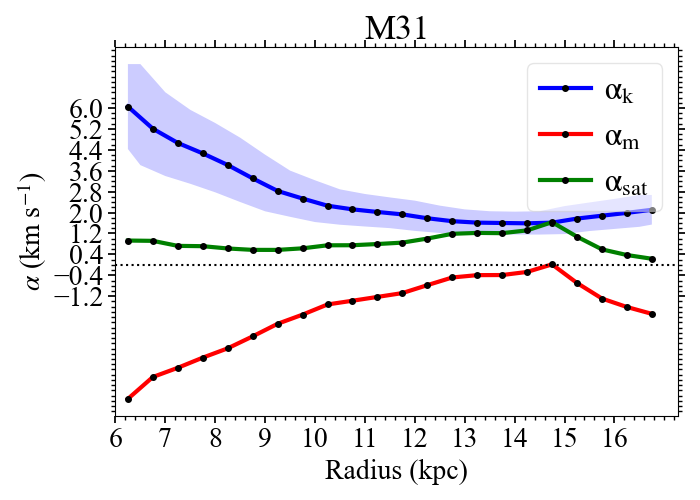 M31
α_k
α_m
α_sat
6.0
5.2
4.4
3.6
2.8
2.0
1.2
0.4
−0.4
−1.2
α (km s⁻¹)
6 7 8 9 10 11 12 13 14 15 16
Radius (kpc)